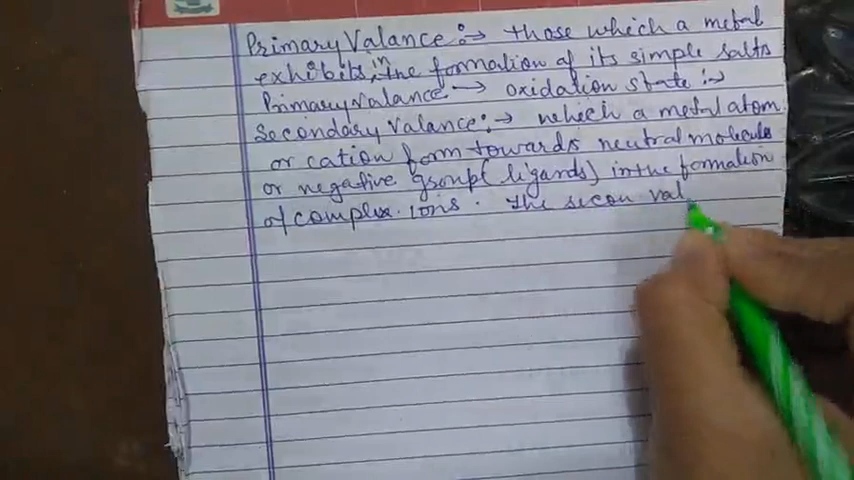 Primary Valance :→ those which a metal
exhibits in the formation of its simple salts
Primary valance → oxidation state :→
Secondary Valance :→ which a metal atom
or cation form towards neutral molecule
or negative group (ligands) in the formation
of complex ions. The secon val